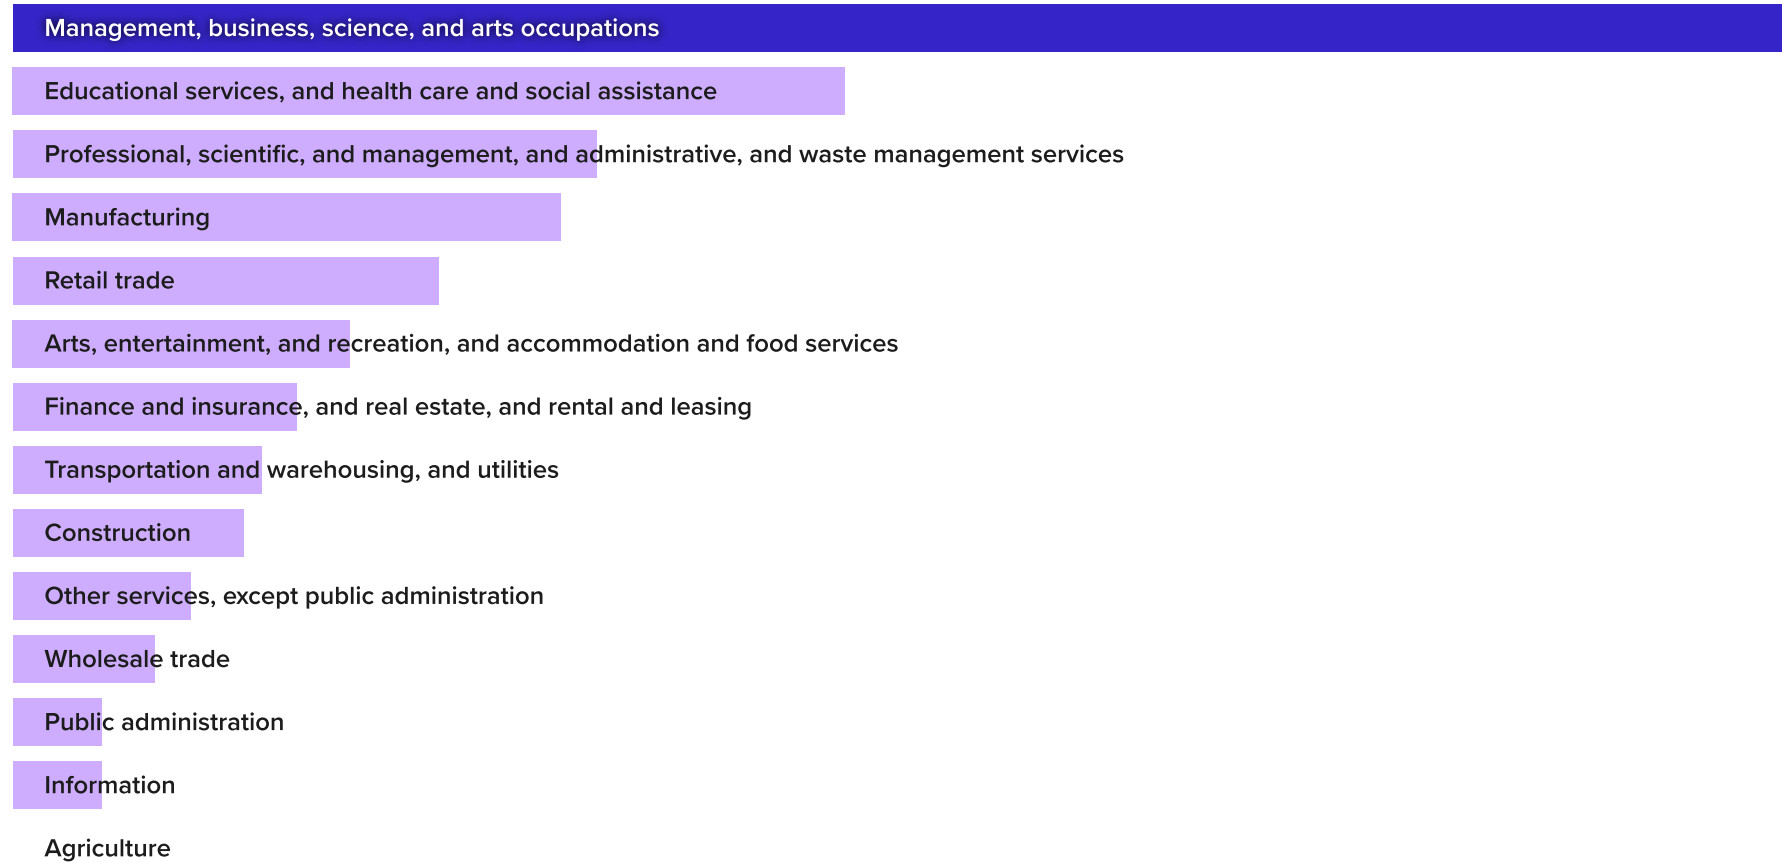 Management, business, science, and arts occupations
Educational services, and health care and social assistance
Professional, scientific, and management, and administrative, and waste management services
Manufacturing
Retail trade
Arts, entertainment, and recreation, and accommodation and food services
Finance and insurance, and real estate, and rental and leasing
Transportation and warehousing, and utilities
Construction
Other services, except public administration
Wholesale trade
Public administration
Information
Agriculture